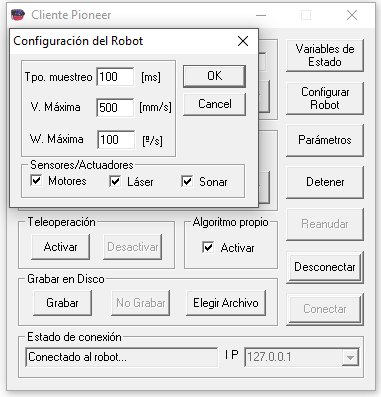 Cliente Pioneer
Configuración del Robot
Tpo. muestreo 100 [ms]
V. Máxima 500 [mm/s]
W. Máxima 100 [º/s]
OK
Cancel
Sensores/Actuadores
Motores Láser Sonar
Variables de
Estado
Configurar
Robot
Parámetros
Detener
Reanudar
Desconectar
Conectar
Teleoperación
Activar Desactivar
Algoritmo propio
Activar
Grabar en Disco
Grabar No Grabar Elegir Archivo
Estado de conexión
Conectado al robot... I P 127.0.0.1